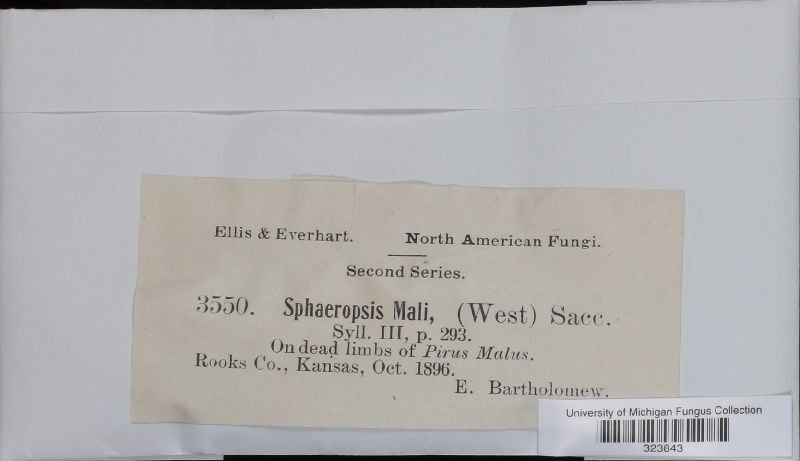 Ellis & Everhart. North American Fungi.
Second Series.
3550. Sphaeropsis Mali, (West) Sacc.
Syll. III, p. 293.
On dead limbs of Pirus Malus.
Rooks Co., Kansas, Oct. 1896.
E. Bartholomew.
University of Michigan Fungus Collection
323643